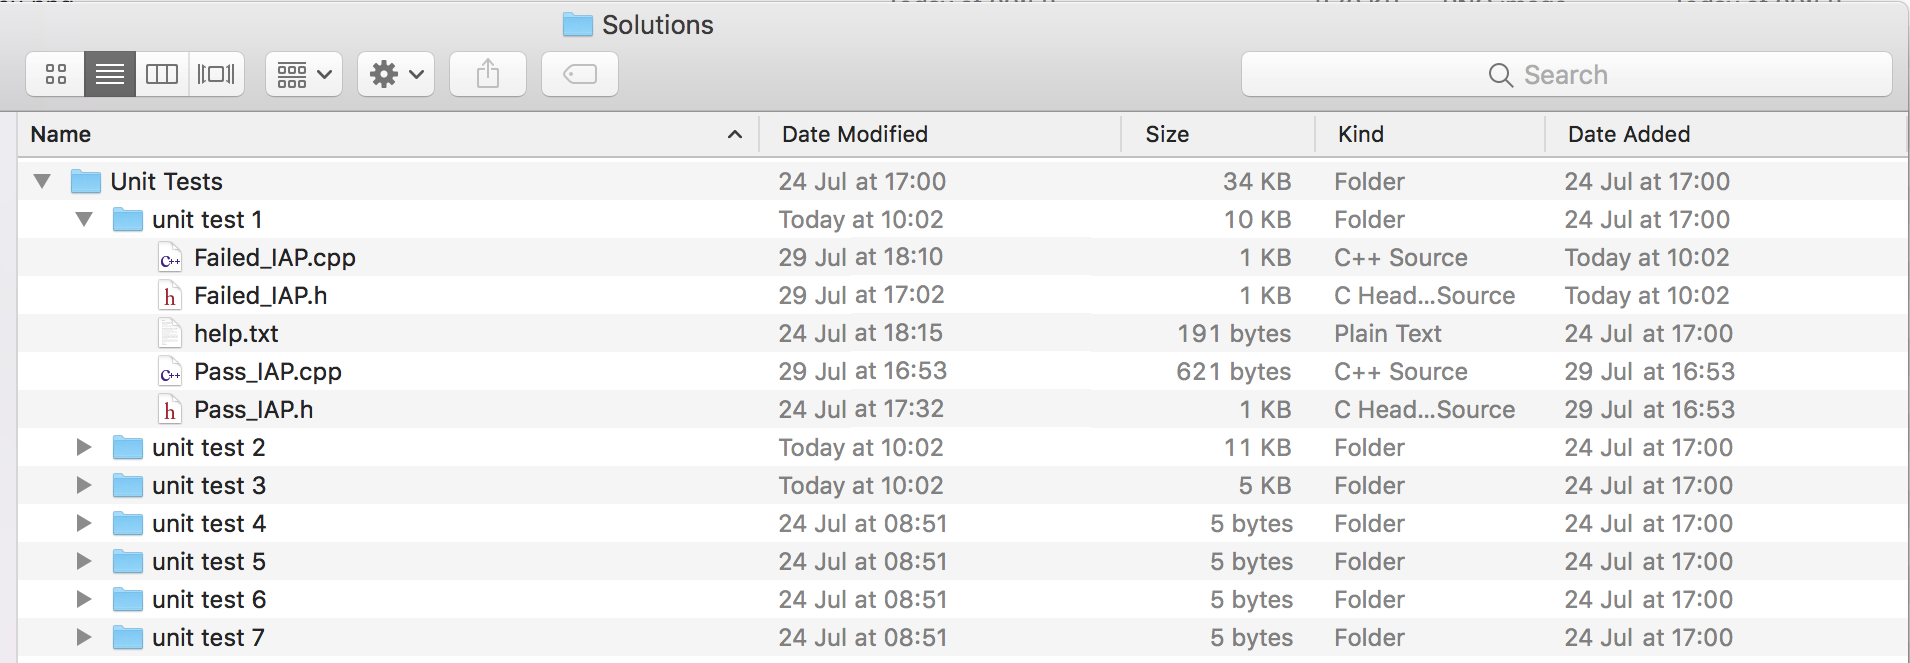 Solutions
Search
Name Date Modified Size Kind Date Added
Unit Tests 24 Jul at 17:00 34 KB Folder 24 Jul at 17:00
unit test 1 Today at 10:02 10 KB Folder 24 Jul at 17:00
C++ Failed_IAP.cpp 29 Jul at 18:10 1 KB C++ Source Today at 10:02
h Failed_IAP.h 29 Jul at 17:02 1 KB C Head...Source Today at 10:02
help.txt 24 Jul at 18:15 191 bytes Plain Text 24 Jul at 17:00
C++ Pass_IAP.cpp 29 Jul at 16:53 621 bytes C++ Source 29 Jul at 16:53
h Pass_IAP.h 24 Jul at 17:32 1 KB C Head...Source 29 Jul at 16:53
unit test 2 Today at 10:02 11 KB Folder 24 Jul at 17:00
unit test 3 Today at 10:02 5 KB Folder 24 Jul at 17:00
unit test 4 24 Jul at 08:51 5 bytes Folder 24 Jul at 17:00
unit test 5 24 Jul at 08:51 5 bytes Folder 24 Jul at 17:00
unit test 6 24 Jul at 08:51 5 bytes Folder 24 Jul at 17:00
unit test 7 24 Jul at 08:51 5 bytes Folder 24 Jul at 17:00